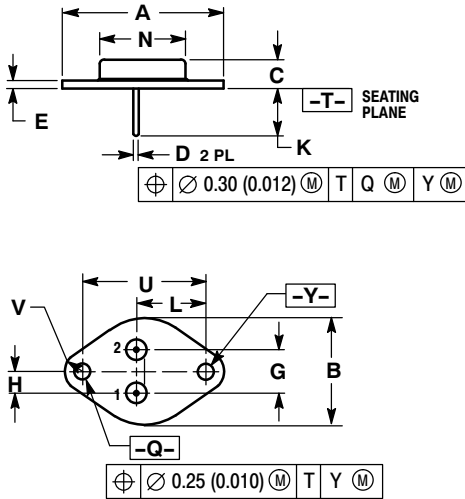 A
N
C
–T– SEATING PLANE
E
K
D 2 PL
⌖ ∅ 0.30 (0.012) Ⓜ T Q Ⓜ Y Ⓜ
U
L
–Y–
V
2
H
G
B
1
–Q–
⌖ ∅ 0.25 (0.010) Ⓜ T Y Ⓜ